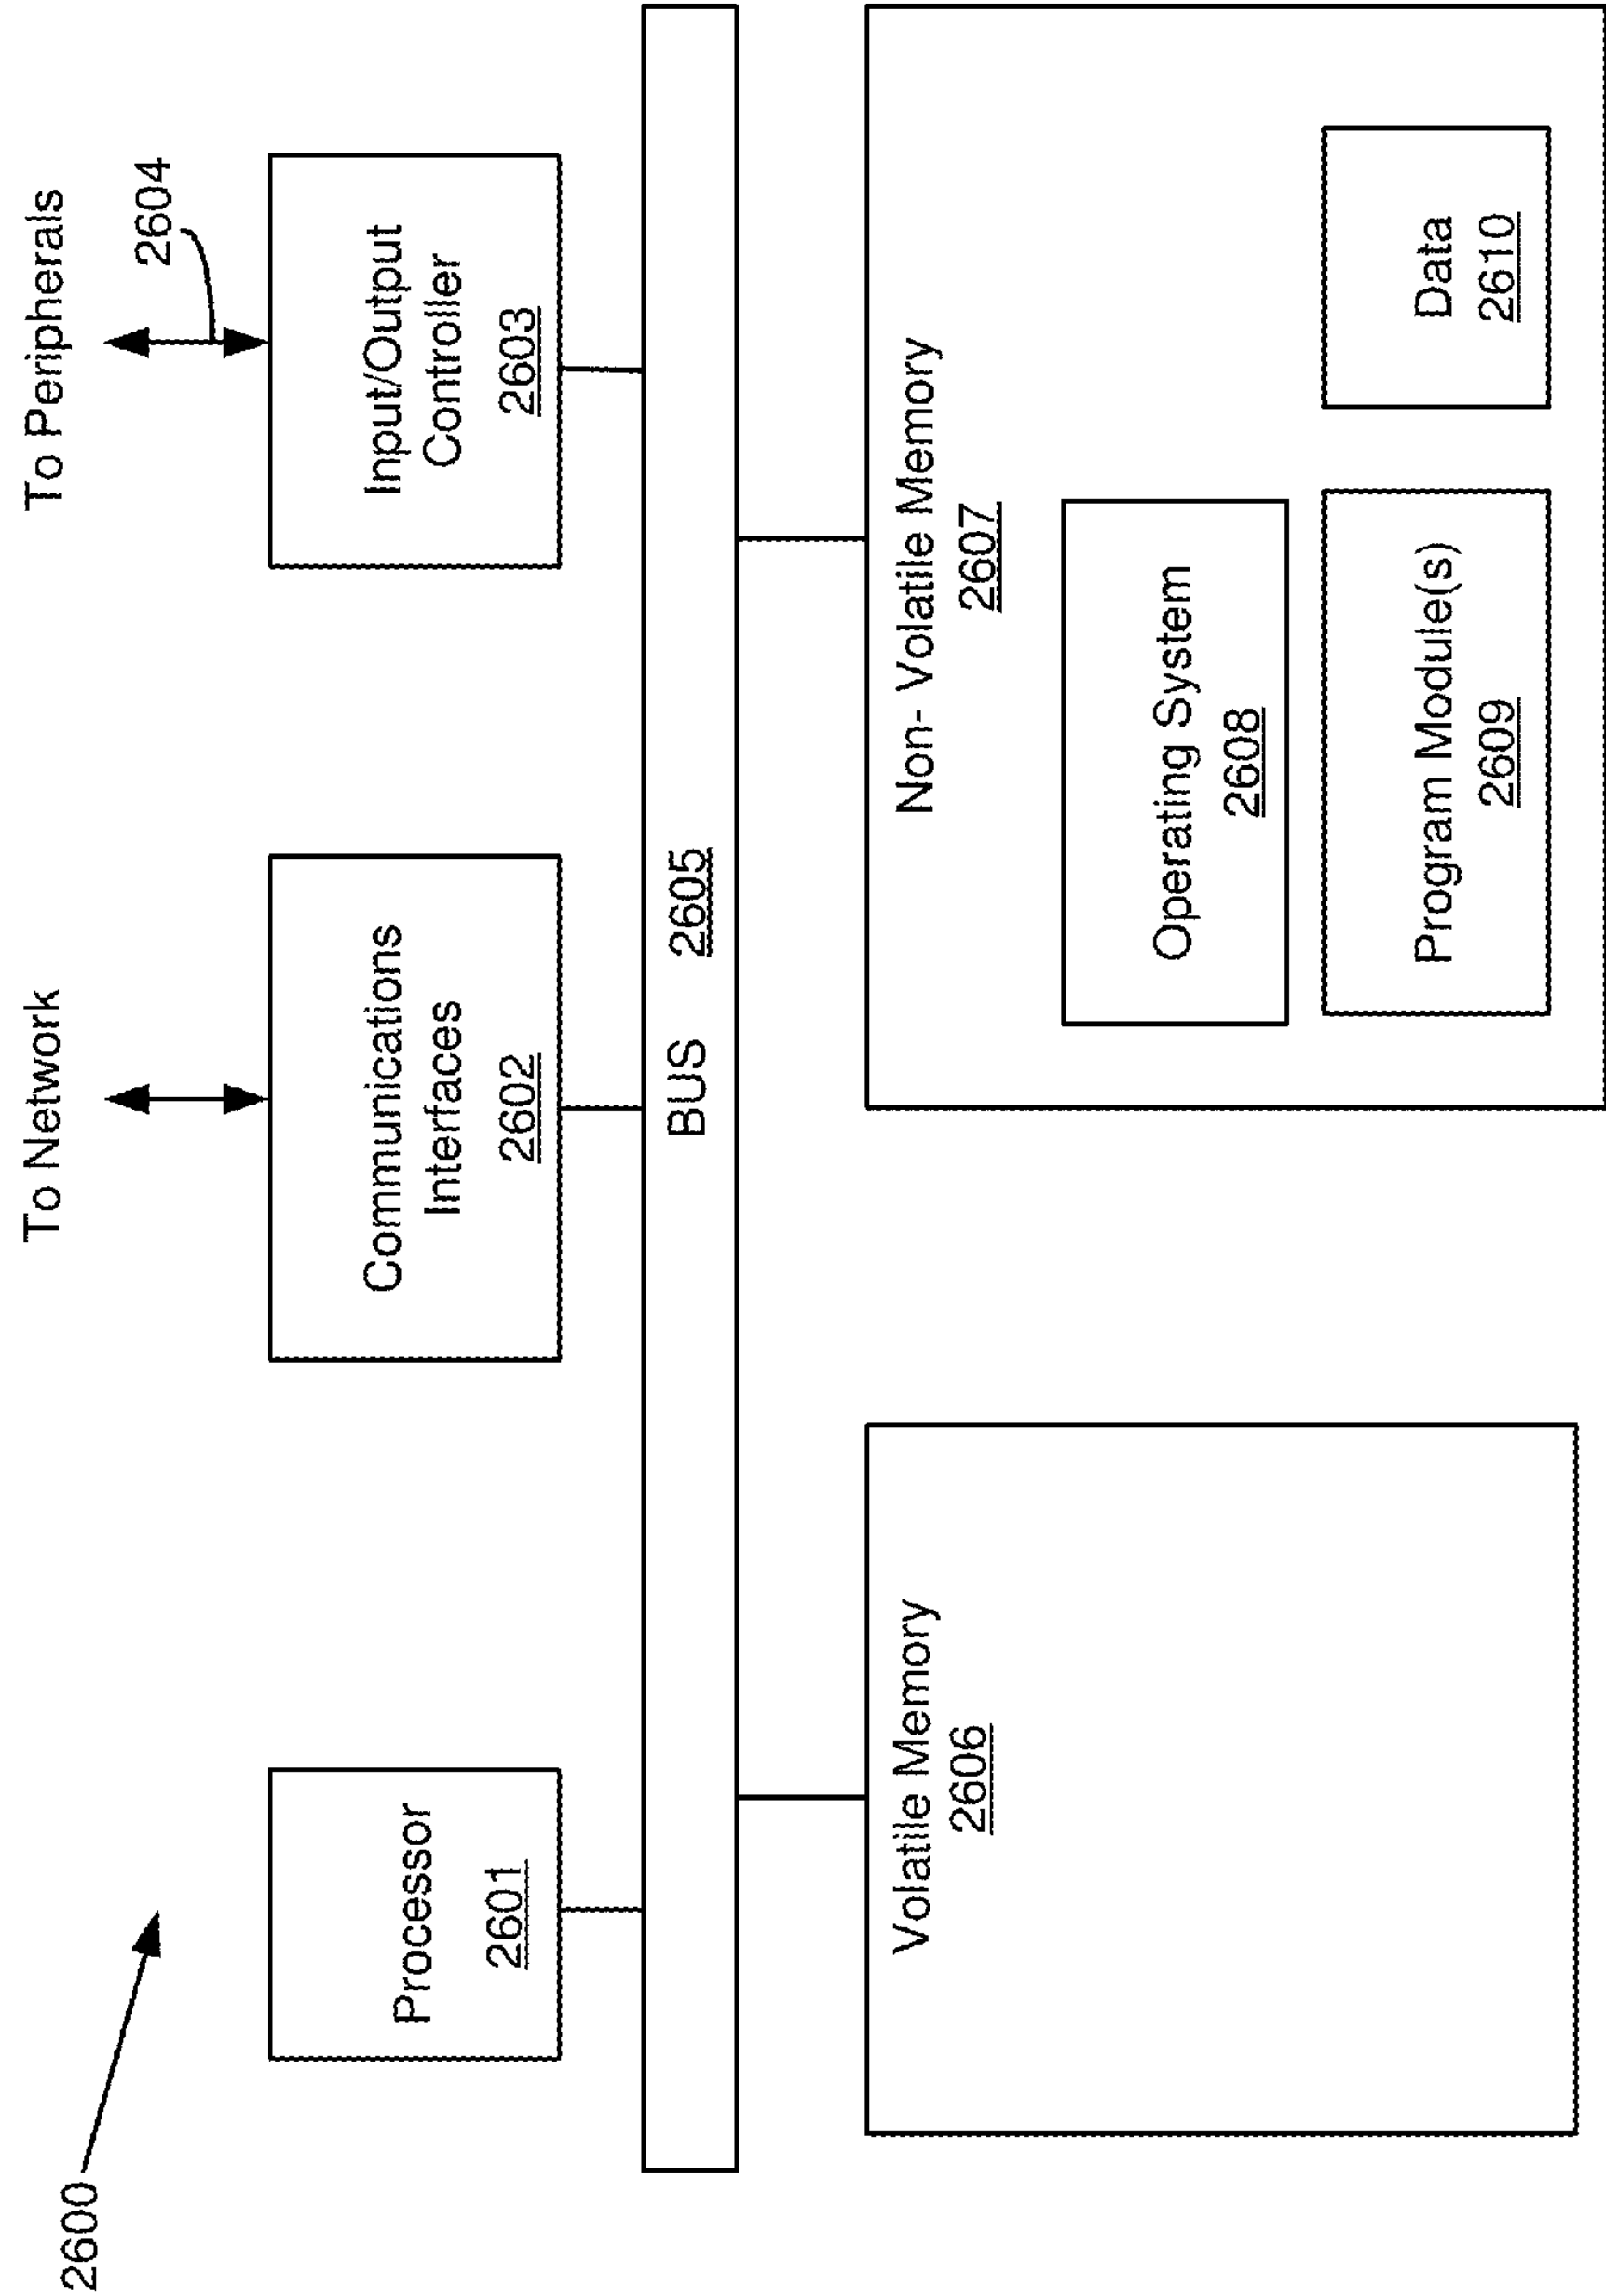 2600
To Network
To Peripherals
2604
Processor
2601
Communications
Interfaces
2602
Input/Output
Controller
2603
BUS 2605
Volatile Memory
2606
Non- Volatile Memory
2607
Operating System
2608
Program Module(s)
2609
Data
2610